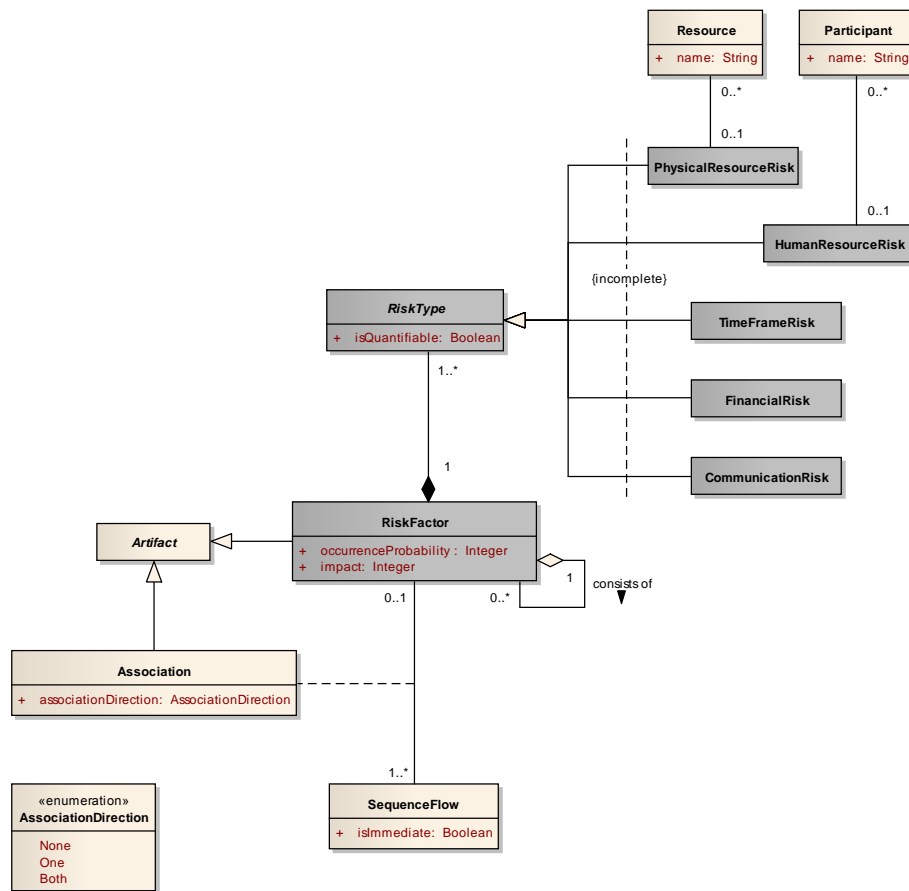 Resource
+ name: String
Participant
+ name: String
0..*
0..*
0..1
PhysicalResourceRisk
0..1
HumanResourceRisk
{incomplete}
RiskType
+ isQuantifiable: Boolean
TimeFrameRisk
1..*
FinancialRisk
1
CommunicationRisk
RiskFactor
+ occurrenceProbability : Integer
+ impact: Integer
Artifact
1
consists of
0..1
0..*
Association
+ associationDirection: AssociationDirection
1..*
«enumeration»
AssociationDirection
None
One
Both
SequenceFlow
+ isImmediate: Boolean